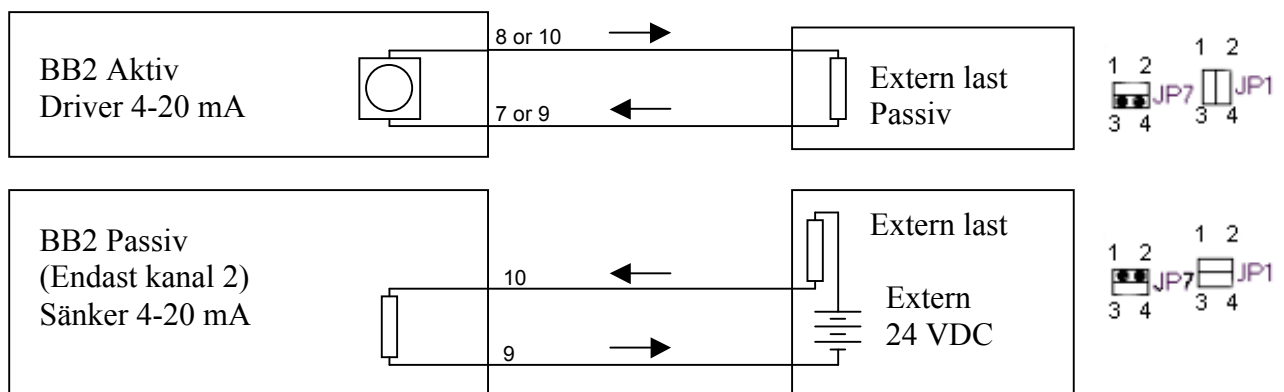 8 or 10
BB2 Aktiv
Driver 4-20 mA
7 or 9
Extern last
Passiv
1 2
JP7
3 4
1 2
JP1
3 4
BB2 Passiv
(Endast kanal 2)
Sänker 4-20 mA
10
9
Extern last
Extern
24 VDC
1 2
JP7
3 4
1 2
JP1
3 4